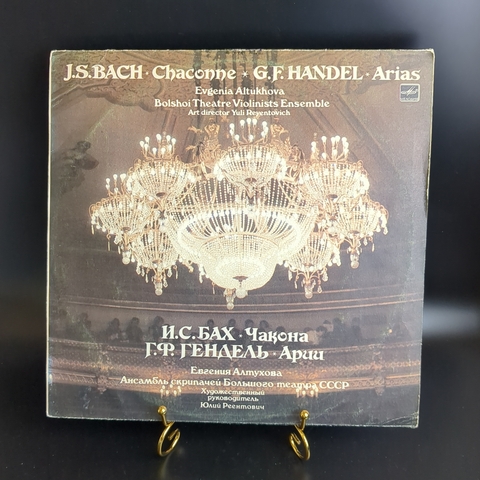 J.S.BACH · Chaconne ★ G.F. HANDEL · Arias
Evgenia Altukhova
Bolshoi Theatre Violinists Ensemble
Art director Yuli Reyentovich
И.С.БАХ · Чакона
Г.Ф. ГЕНДЕЛЬ · Арии
Евгения Алтухова
Ансамбль скрипачей Большого театра СССР
Художественный
руководитель
Юлий Реентович